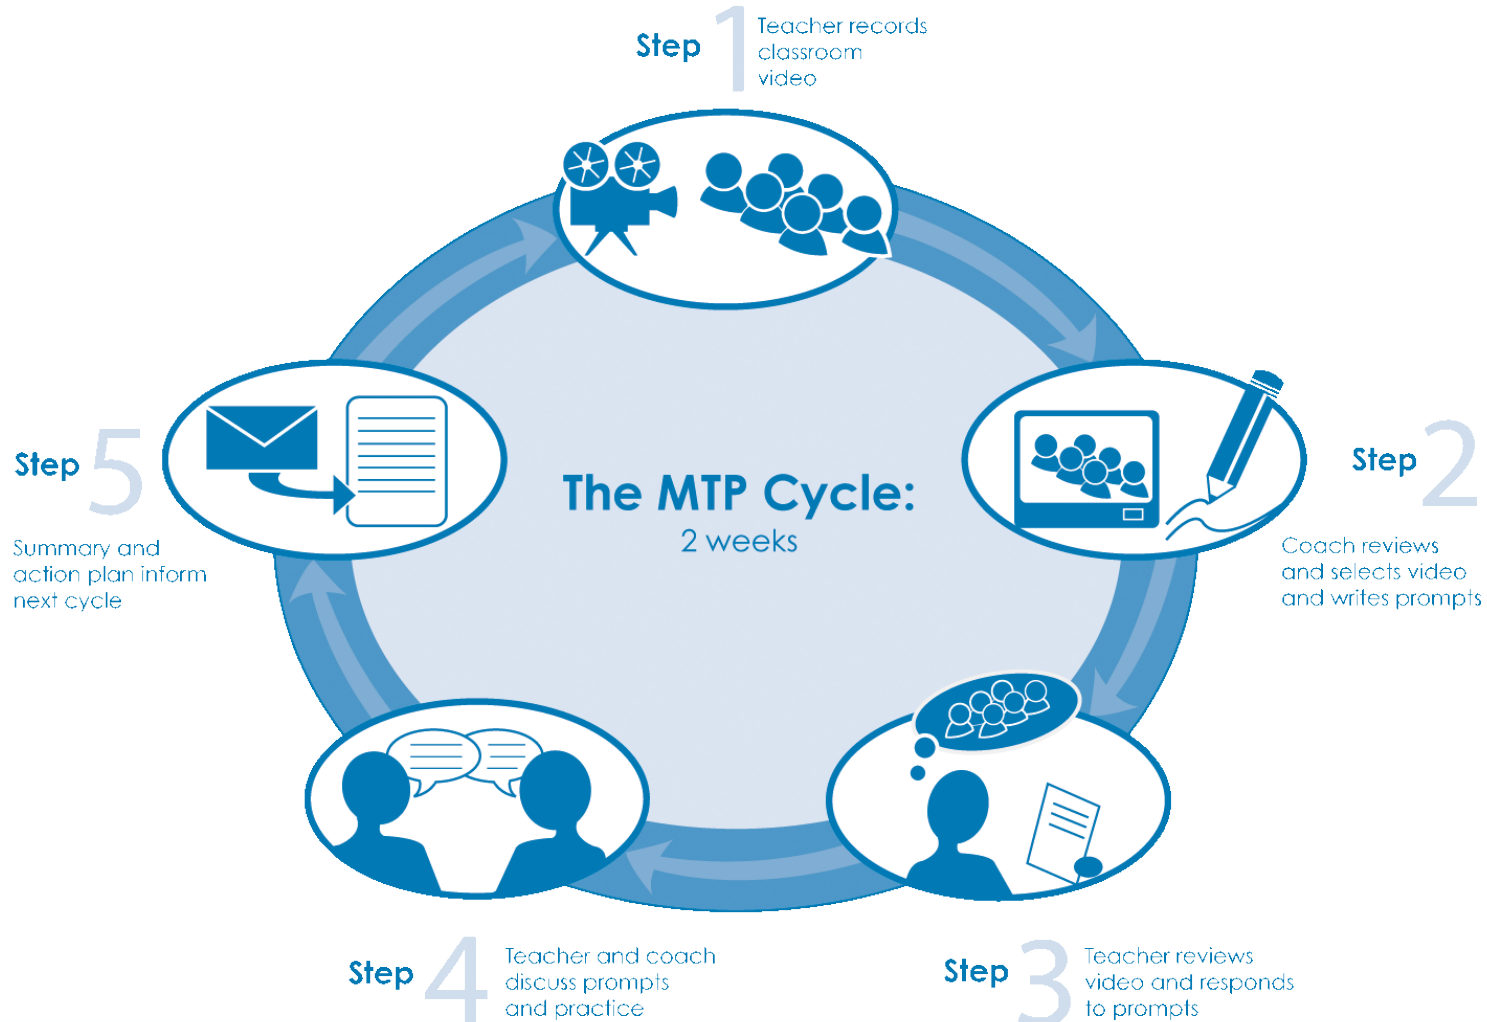 Step 1
Teacher records
classroom
video
The MTP Cycle:
2 weeks
Step 2
Coach reviews
and selects video
and writes prompts
Step 3
Teacher reviews
video and responds
to prompts
Step 4
Teacher and coach
discuss prompts
and practice
Step 5
Summary and
action plan inform
next cycle